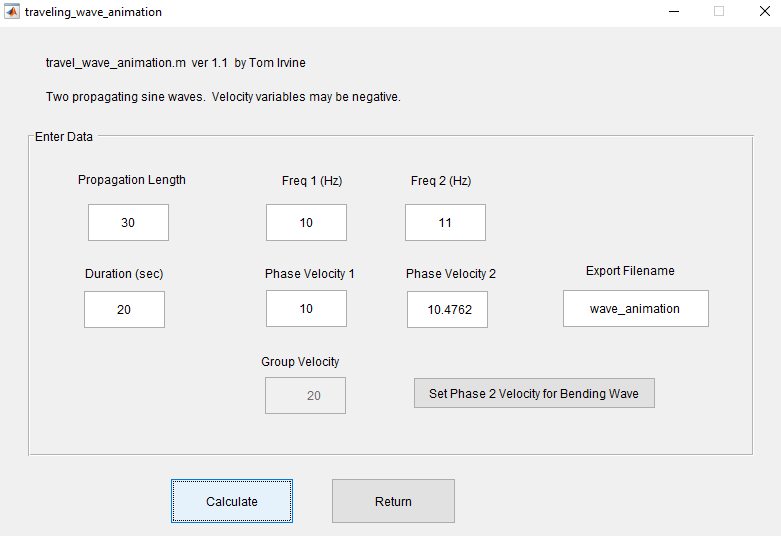 traveling_wave_animation
travel_wave_animation.m ver 1.1 by Tom Irvine
Two propagating sine waves. Velocity variables may be negative.
Enter Data
Propagation Length
Freq 1 (Hz)
Freq 2 (Hz)
30
10
11
Duration (sec)
Phase Velocity 1
Phase Velocity 2
Export Filename
20
10
10.4762
wave_animation
Group Velocity
20
Set Phase 2 Velocity for Bending Wave
Calculate
Return